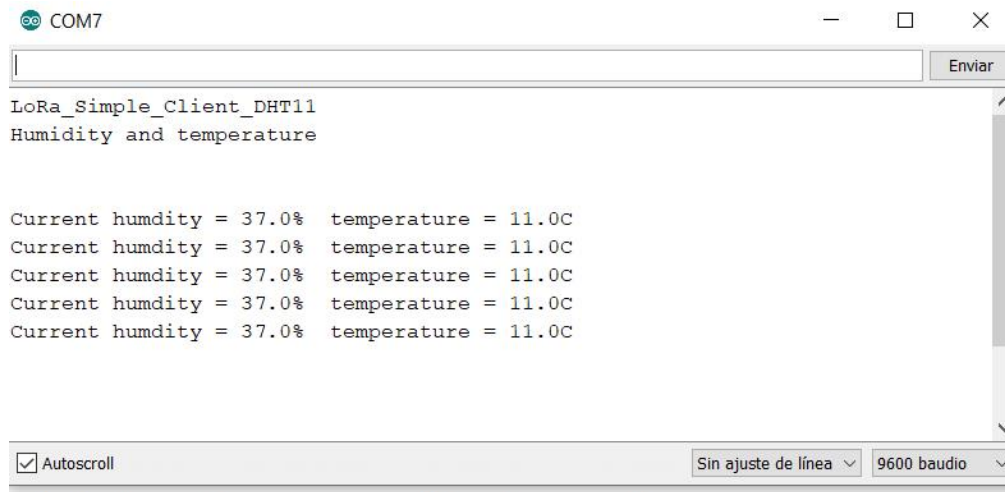 COM7
Enviar
LoRa_Simple_Client_DHT11
Humidity and temperature
Current humdity = 37.0%  temperature = 11.0C
Current humdity = 37.0%  temperature = 11.0C
Current humdity = 37.0%  temperature = 11.0C
Current humdity = 37.0%  temperature = 11.0C
Current humdity = 37.0%  temperature = 11.0C
Autoscroll Sin ajuste de línea 9600 baudio